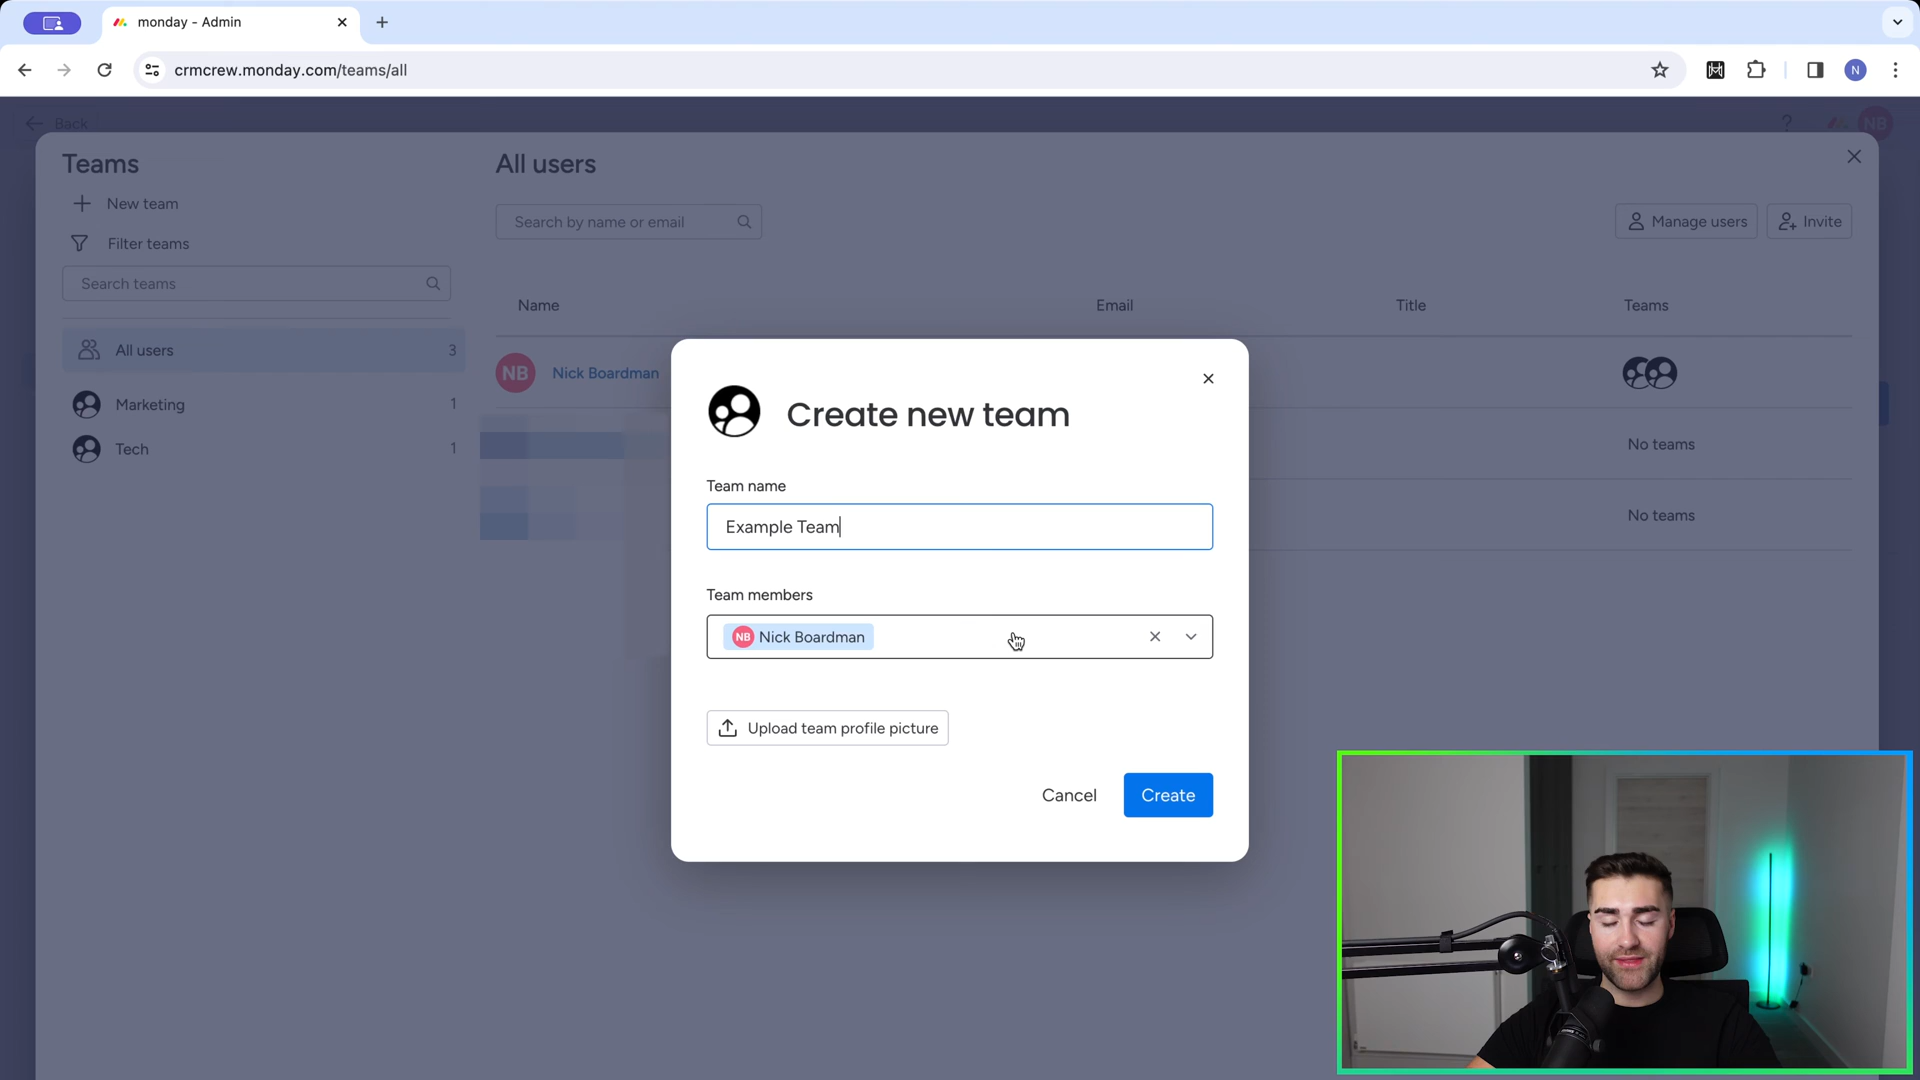 monday - Admin
crmcrew.monday.com/teams/all
N
Back
? NB
Teams
All users
New team
Search by name or email
Manage users
Invite
Filter teams
Search teams
Name
Email
Title
Teams
All users 3
NB Nick Boardman
Marketing 1
Tech 1
No teams
No teams
Create new team
Team name
Example Team
Team members
NB Nick Boardman
Upload team profile picture
Cancel
Create